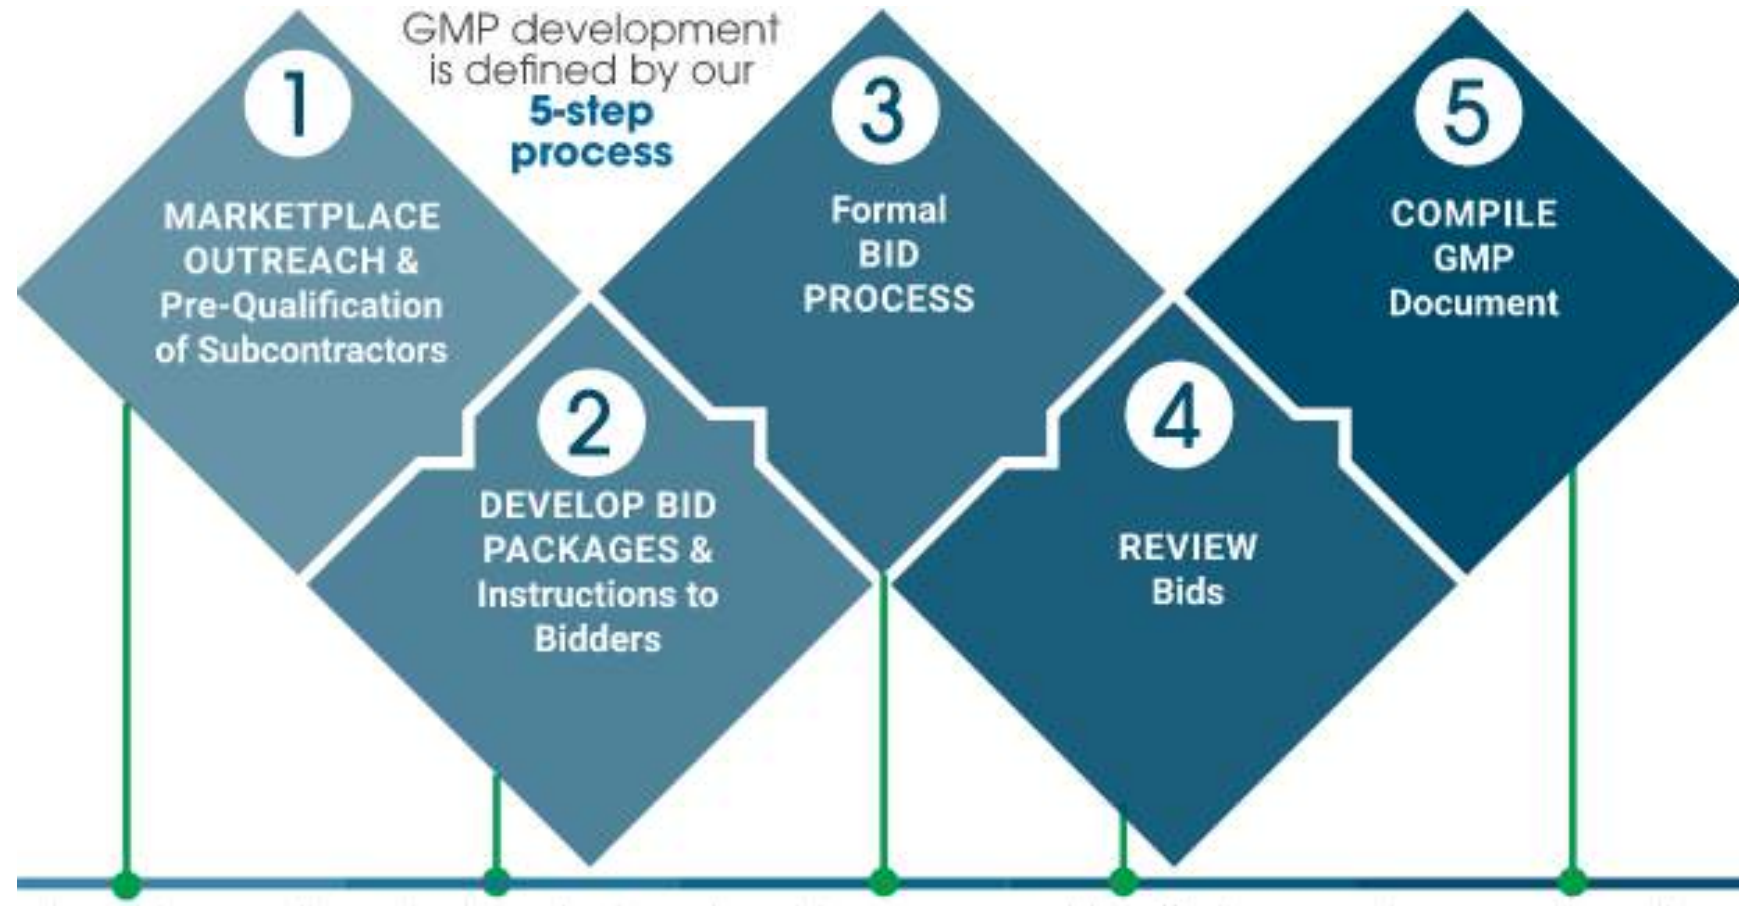 GMP development
is defined by our
5-step
process
1
MARKETPLACE
OUTREACH &
Pre-Qualification
of Subcontractors
2
DEVELOP BID
PACKAGES &
Instructions to
Bidders
3
Formal
BID
PROCESS
4
REVIEW
Bids
5
COMPILE
GMP
Document